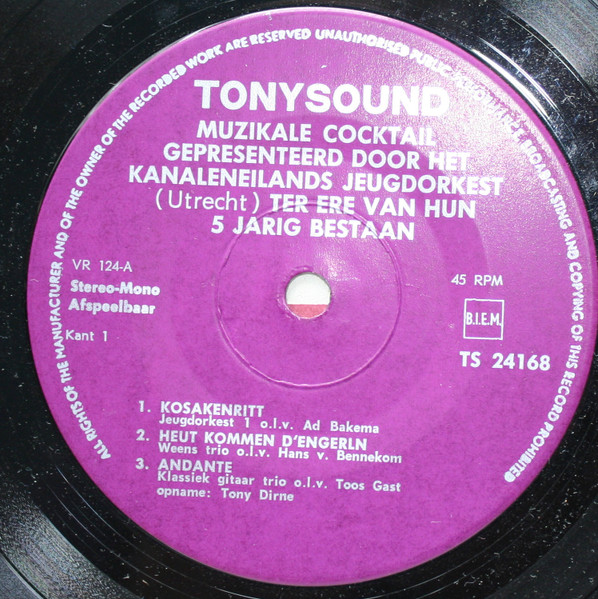 ALL RIGHTS OF THE MANUFACTURER AND OF THE OWNER OF THE RECORDED WORK ARE RESERVED UNAUTHORISED PUBLIC BROADCASTING AND COPYING OF THIS RECORD PROHIBITED
TONYSOUND
MUZIKALE COCKTAIL
GEPRESENTEERD DOOR HET
KANALENEILANDS JEUGDORKEST
(Utrecht) TER ERE VAN HUN
5 JARIG BESTAAN
VR 124-A
Stereo-Mono
Afspeelbaar
Kant 1
45 RPM
B.I.E.M.
TS 24168
1. KOSAKENRITT
Jeugdorkest 1 o.l.v. Ad Bakema
2. HEUT KOMMEN D'ENGERLN
Weens trio o.l.v. Hans v. Bennekom
3. ANDANTE
Klassiek gitaar trio o.l.v. Toos Gast
opname: Tony Dirne